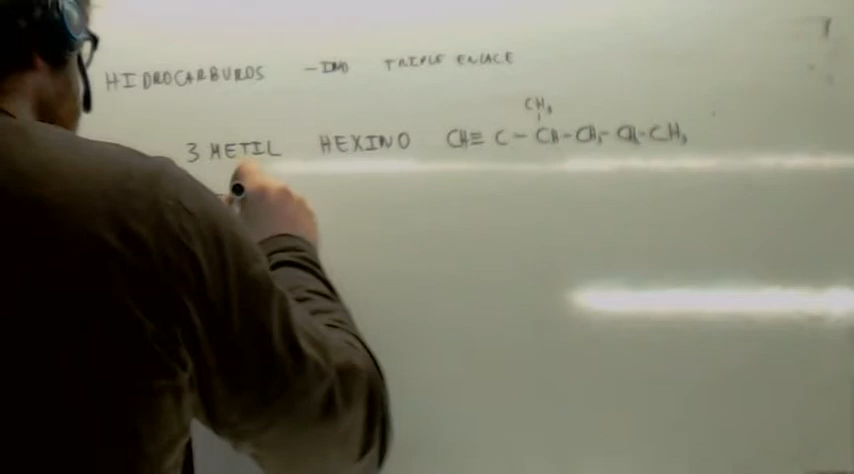 HIDROCARBUROS -INO TRIPLE ENLACE
CH₃
3 METIL HEXINO CH≡C-CH-CH₂-CH₂-CH₃